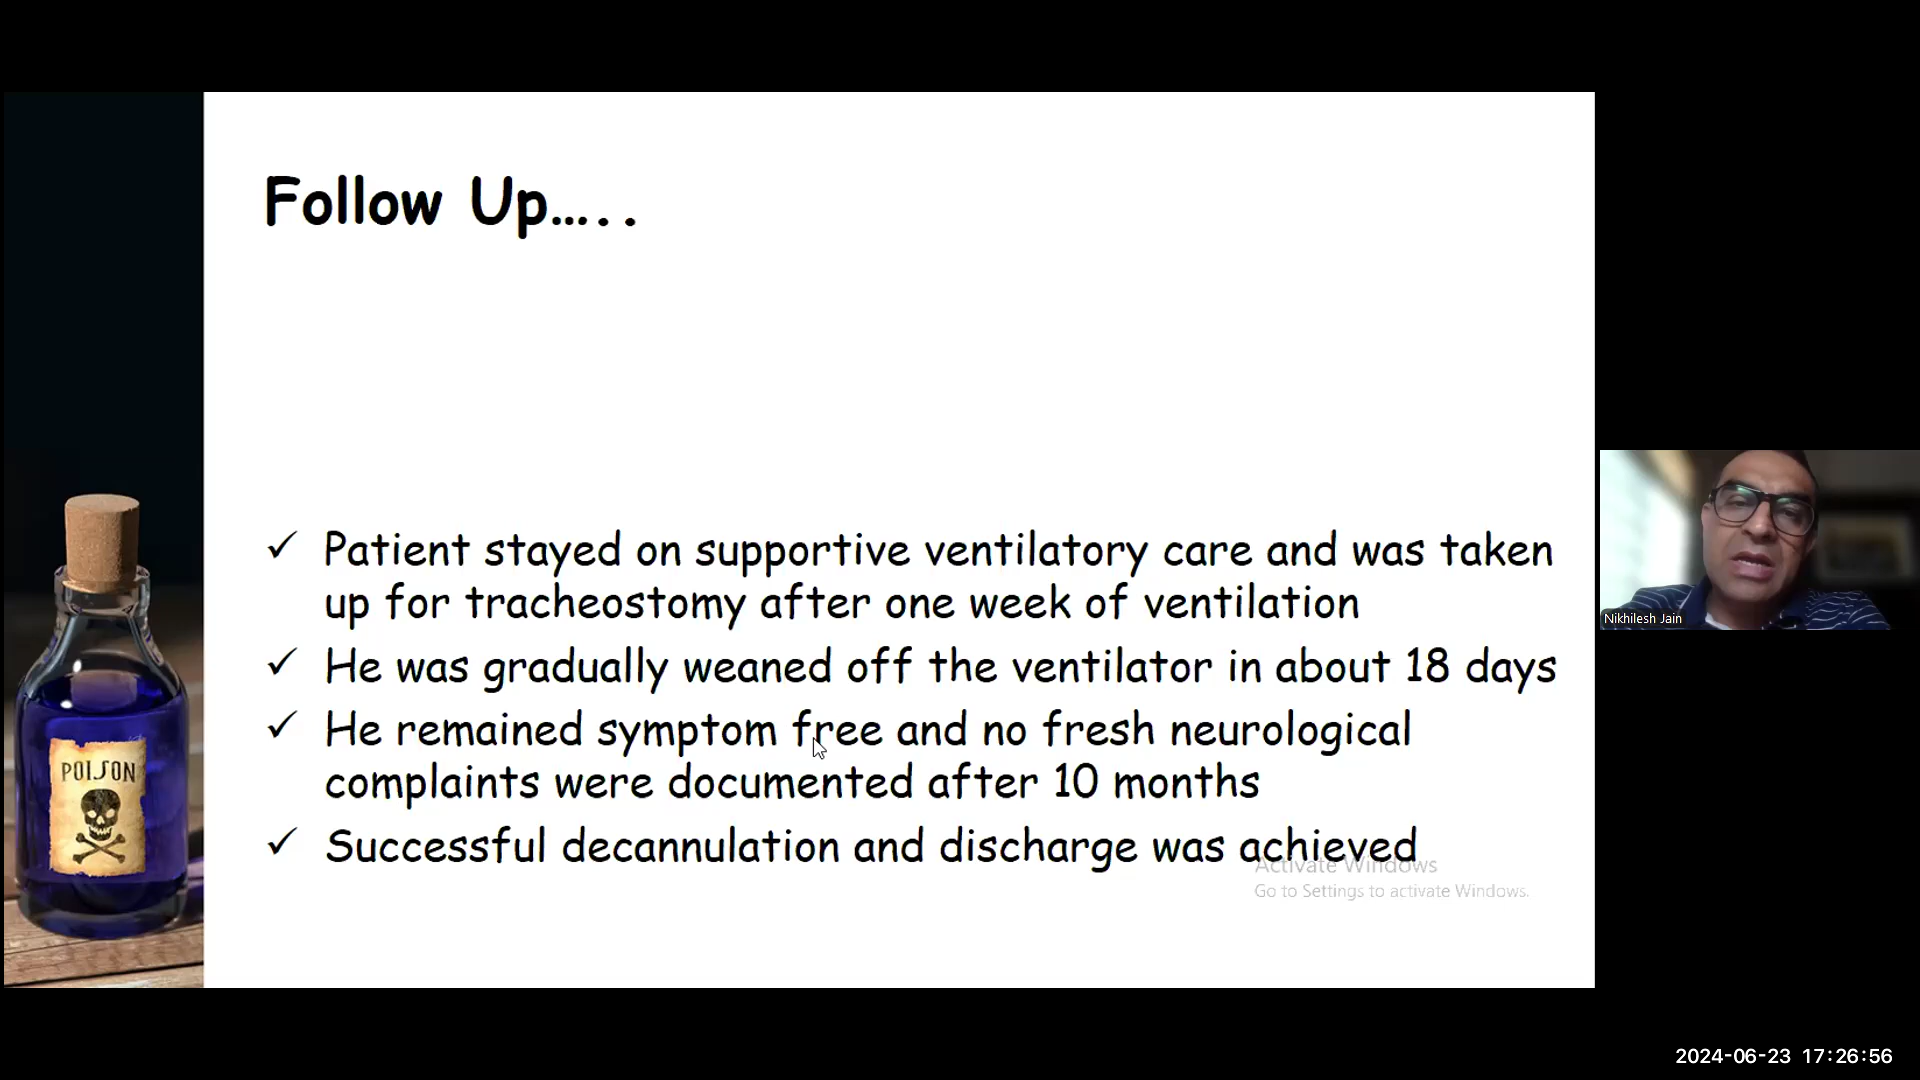 Follow Up.....
✓ Patient stayed on supportive ventilatory care and was taken
up for tracheostomy after one week of ventilation
✓ He was gradually weaned off the ventilator in about 18 days
✓ He remained symptom free and no fresh neurological
complaints were documented after 10 months
✓ Successful decannulation and discharge was achieved
Activate Windows
Go to Settings to activate Windows.
POISON
Nikhilesh Jain
2024-06-23 17:26:56